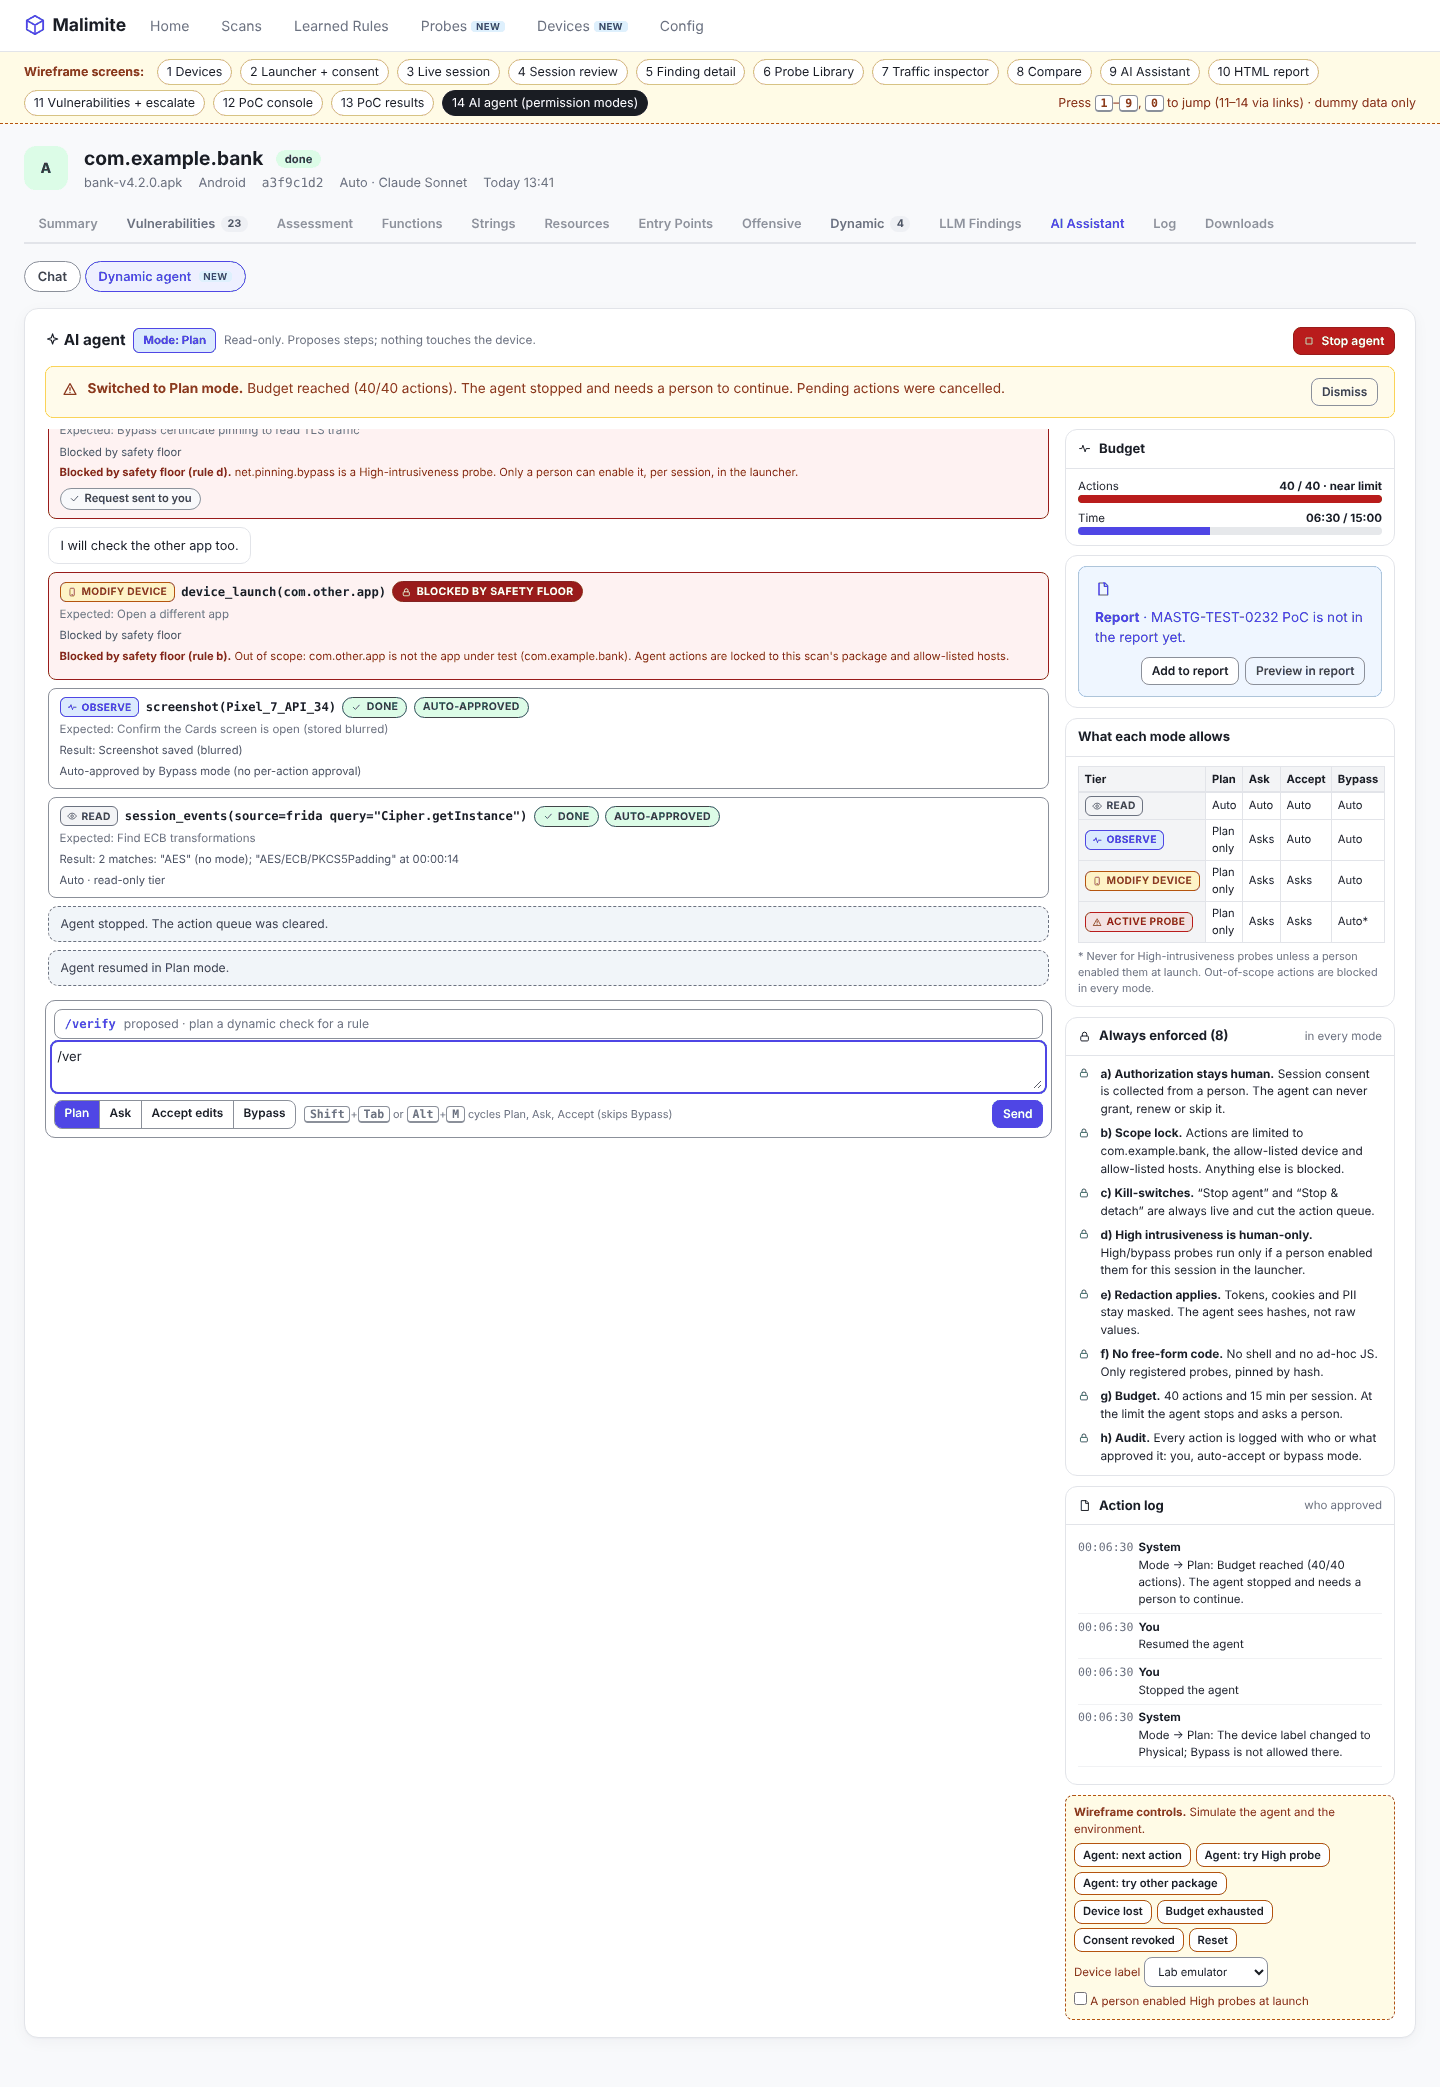 Malimite
Home
Scans
Learned Rules
Probes NEW
Devices NEW
Config
Wireframe screens:
1 Devices
2 Launcher + consent
3 Live session
4 Session review
5 Finding detail
6 Probe Library
7 Traffic inspector
8 Compare
9 AI Assistant
10 HTML report
11 Vulnerabilities + escalate
12 PoC console
13 PoC results
14 AI agent (permission modes)
Press 1–9, 0 to jump (11–14 via links) · dummy data only
A
com.example.bank done
bank-v4.2.0.apk Android a3f9c1d2 Auto · Claude Sonnet Today 13:41
Summary
Vulnerabilities 23
Assessment
Functions
Strings
Resources
Entry Points
Offensive
Dynamic 4
LLM Findings
AI Assistant
Log
Downloads
Chat
Dynamic agent NEW
AI agent
Mode: Plan
Read-only. Proposes steps; nothing touches the device.
Stop agent
Switched to Plan mode. Budget reached (40/40 actions). The agent stopped and needs a person to continue. Pending actions were cancelled.
Dismiss
Expected: Bypass certificate pinning to read TLS traffic
Blocked by safety floor
Blocked by safety floor (rule d). net.pinning.bypass is a High-intrusiveness probe. Only a person can enable it, per session, in the launcher.
Request sent to you
I will check the other app too.
MODIFY DEVICE device_launch(com.other.app) BLOCKED BY SAFETY FLOOR
Expected: Open a different app
Blocked by safety floor
Blocked by safety floor (rule b). Out of scope: com.other.app is not the app under test (com.example.bank). Agent actions are locked to this scan's package and allow-listed hosts.
OBSERVE screenshot(Pixel_7_API_34) DONE AUTO-APPROVED
Expected: Confirm the Cards screen is open (stored blurred)
Result: Screenshot saved (blurred)
Auto-approved by Bypass mode (no per-action approval)
READ session_events(source=frida query="Cipher.getInstance") DONE AUTO-APPROVED
Expected: Find ECB transformations
Result: 2 matches: "AES" (no mode); "AES/ECB/PKCS5Padding" at 00:00:14
Auto · read-only tier
Agent stopped. The action queue was cleared.
Agent resumed in Plan mode.
/verify proposed · plan a dynamic check for a rule
/ver
Plan
Ask
Accept edits
Bypass
Shift+Tab or Alt+M cycles Plan, Ask, Accept (skips Bypass)
Send
Budget
Actions 40 / 40 · near limit
Time 06:30 / 15:00
Report · MASTG-TEST-0232 PoC is not in
the report yet.
Add to report
Preview in report
What each mode allows
Tier Plan Ask Accept Bypass
READ Auto Auto Auto Auto
OBSERVE Plan only Asks Auto Auto
MODIFY DEVICE Plan only Asks Asks Auto
ACTIVE PROBE Plan only Asks Asks Auto*
* Never for High-intrusiveness probes unless a person
enabled them at launch. Out-of-scope actions are blocked
in every mode.
Always enforced (8) in every mode
a) Authorization stays human. Session consent
is collected from a person. The agent can never
grant, renew or skip it.
b) Scope lock. Actions are limited to
com.example.bank, the allow-listed device and
allow-listed hosts. Anything else is blocked.
c) Kill-switches. “Stop agent” and “Stop &
detach” are always live and cut the action queue.
d) High intrusiveness is human-only.
High/bypass probes run only if a person enabled
them for this session in the launcher.
e) Redaction applies. Tokens, cookies and PII
stay masked. The agent sees hashes, not raw
values.
f) No free-form code. No shell and no ad-hoc JS.
Only registered probes, pinned by hash.
g) Budget. 40 actions and 15 min per session. At
the limit the agent stops and asks a person.
h) Audit. Every action is logged with who or what
approved it: you, auto-accept or bypass mode.
Action log who approved
00:06:30 System
Mode → Plan: Budget reached (40/40
actions). The agent stopped and needs a
person to continue.
00:06:30 You
Resumed the agent
00:06:30 You
Stopped the agent
00:06:30 System
Mode → Plan: The device label changed to
Physical; Bypass is not allowed there.
Wireframe controls. Simulate the agent and the
environment.
Agent: next action
Agent: try High probe
Agent: try other package
Device lost
Budget exhausted
Consent revoked
Reset
Device label Lab emulator
A person enabled High probes at launch